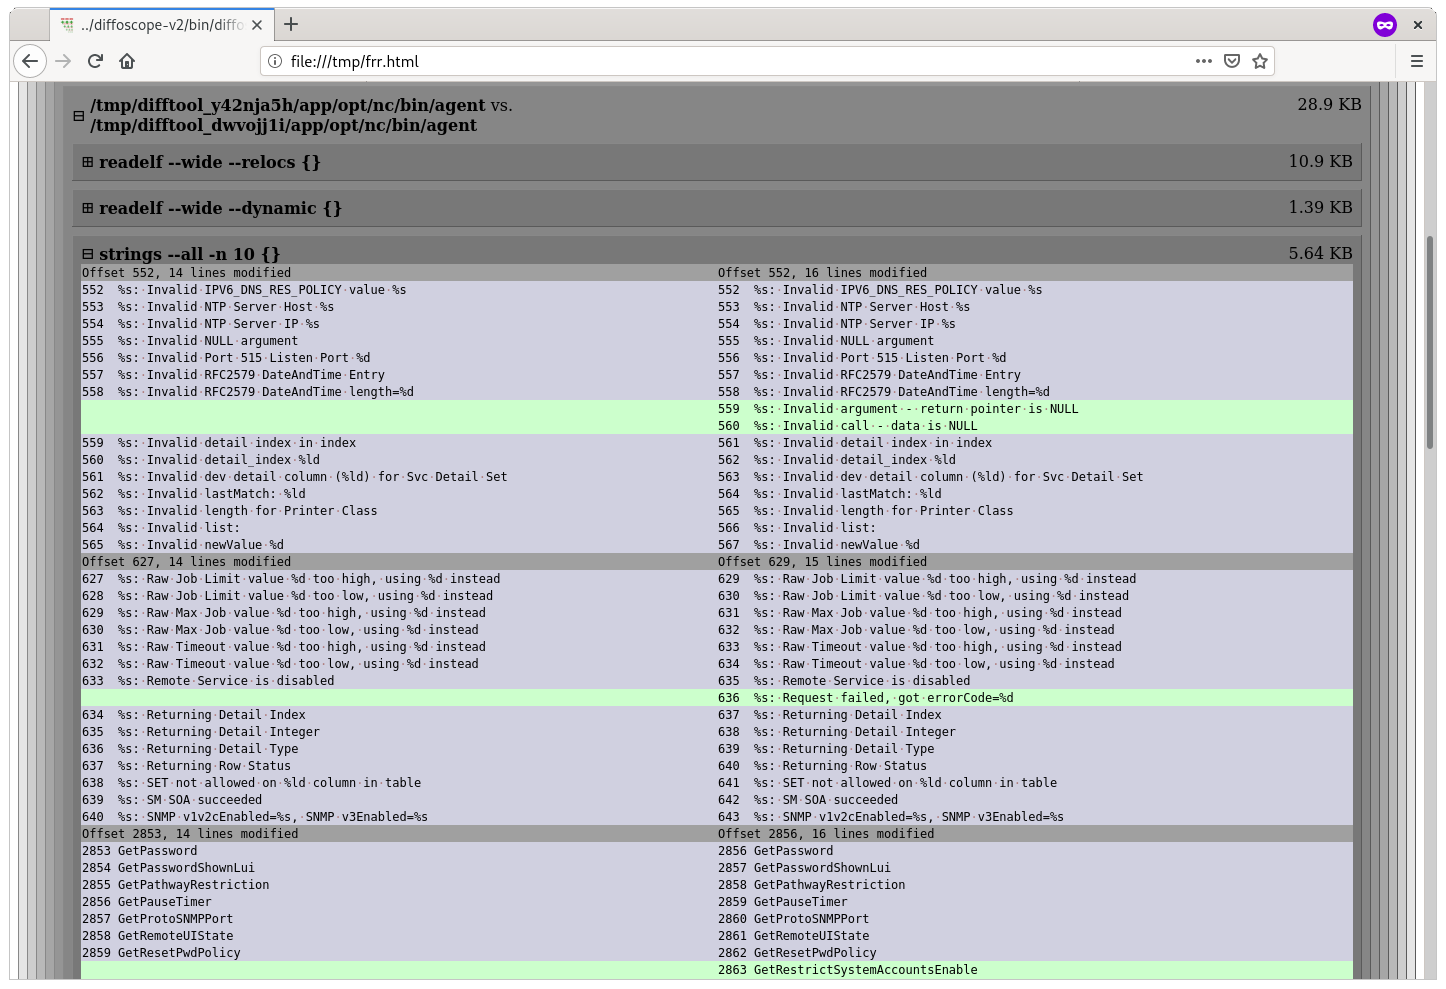 ../diffoscope-v2/bin/diffo
file:///tmp/frr.html
/tmp/difftool_y42nja5h/app/opt/nc/bin/agent vs. 28.9 KB
/tmp/difftool_dwvojj1i/app/opt/nc/bin/agent
readelf --wide --relocs {} 10.9 KB
readelf --wide --dynamic {} 1.39 KB
strings --all -n 10 {} 5.64 KB
Offset 552, 14 lines modified Offset 552, 16 lines modified
552 %s:·Invalid·IPV6_DNS_RES_POLICY·value·%s 552 %s:·Invalid·IPV6_DNS_RES_POLICY·value·%s
553 %s:·Invalid·NTP·Server·Host·%s 553 %s:·Invalid·NTP·Server·Host·%s
554 %s:·Invalid·NTP·Server·IP·%s 554 %s:·Invalid·NTP·Server·IP·%s
555 %s:·Invalid·NULL·argument 555 %s:·Invalid·NULL·argument
556 %s:·Invalid·Port·515·Listen·Port·%d 556 %s:·Invalid·Port·515·Listen·Port·%d
557 %s:·Invalid·RFC2579·DateAndTime·Entry 557 %s:·Invalid·RFC2579·DateAndTime·Entry
558 %s:·Invalid·RFC2579·DateAndTime·length=%d 558 %s:·Invalid·RFC2579·DateAndTime·length=%d
559 %s:·Invalid·argument·-·return·pointer·is·NULL
560 %s:·Invalid·call·-·data·is·NULL
559 %s:·Invalid·detail·index·in·index 561 %s:·Invalid·detail·index·in·index
560 %s:·Invalid·detail_index·%ld 562 %s:·Invalid·detail_index·%ld
561 %s:·Invalid·dev·detail·column·(%ld)·for·Svc·Detail·Set 563 %s:·Invalid·dev·detail·column·(%ld)·for·Svc·Detail·Set
562 %s:·Invalid·lastMatch:·%ld 564 %s:·Invalid·lastMatch:·%ld
563 %s:·Invalid·length·for·Printer·Class 565 %s:·Invalid·length·for·Printer·Class
564 %s:·Invalid·list: 566 %s:·Invalid·list:
565 %s:·Invalid·newValue·%d 567 %s:·Invalid·newValue·%d
Offset 627, 14 lines modified Offset 629, 15 lines modified
627 %s:·Raw·Job·Limit·value·%d·too·high,·using·%d·instead 629 %s:·Raw·Job·Limit·value·%d·too·high,·using·%d·instead
628 %s:·Raw·Job·Limit·value·%d·too·low,·using·%d·instead 630 %s:·Raw·Job·Limit·value·%d·too·low,·using·%d·instead
629 %s:·Raw·Max·Job·value·%d·too·high,·using·%d·instead 631 %s:·Raw·Max·Job·value·%d·too·high,·using·%d·instead
630 %s:·Raw·Max·Job·value·%d·too·low,·using·%d·instead 632 %s:·Raw·Max·Job·value·%d·too·low,·using·%d·instead
631 %s:·Raw·Timeout·value·%d·too·high,·using·%d·instead 633 %s:·Raw·Timeout·value·%d·too·high,·using·%d·instead
632 %s:·Raw·Timeout·value·%d·too·low,·using·%d·instead 634 %s:·Raw·Timeout·value·%d·too·low,·using·%d·instead
633 %s:·Remote·Service·is·disabled 635 %s:·Remote·Service·is·disabled
636 %s:·Request·failed,·got·errorCode=%d
634 %s:·Returning·Detail·Index 637 %s:·Returning·Detail·Index
635 %s:·Returning·Detail·Integer 638 %s:·Returning·Detail·Integer
636 %s:·Returning·Detail·Type 639 %s:·Returning·Detail·Type
637 %s:·Returning·Row·Status 640 %s:·Returning·Row·Status
638 %s:·SET·not·allowed·on·%ld·column·in·table 641 %s:·SET·not·allowed·on·%ld·column·in·table
639 %s:·SM·SOA·succeeded 642 %s:·SM·SOA·succeeded
640 %s:·SNMP·v1v2cEnabled=%s,·SNMP·v3Enabled=%s 643 %s:·SNMP·v1v2cEnabled=%s,·SNMP·v3Enabled=%s
Offset 2853, 14 lines modified Offset 2856, 16 lines modified
2853 GetPassword 2856 GetPassword
2854 GetPasswordShownLui 2857 GetPasswordShownLui
2855 GetPathwayRestriction 2858 GetPathwayRestriction
2856 GetPauseTimer 2859 GetPauseTimer
2857 GetProtoSNMPPort 2860 GetProtoSNMPPort
2858 GetRemoteUIState 2861 GetRemoteUIState
2859 GetResetPwdPolicy 2862 GetResetPwdPolicy
2863 GetRestrictSystemAccountsEnable